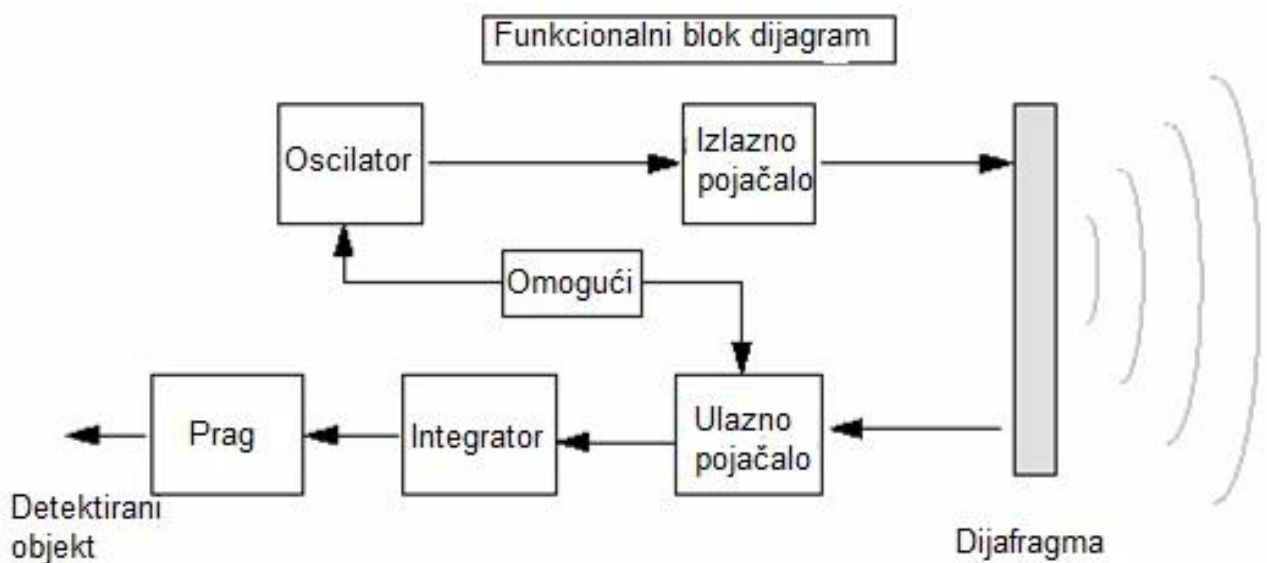 Funkcionalni blok dijagram
Oscilator
Izlazno
pojačalo
Omogući
Prag
Integrator
Ulazno
pojačalo
Detektirani
objekt
Dijafragma